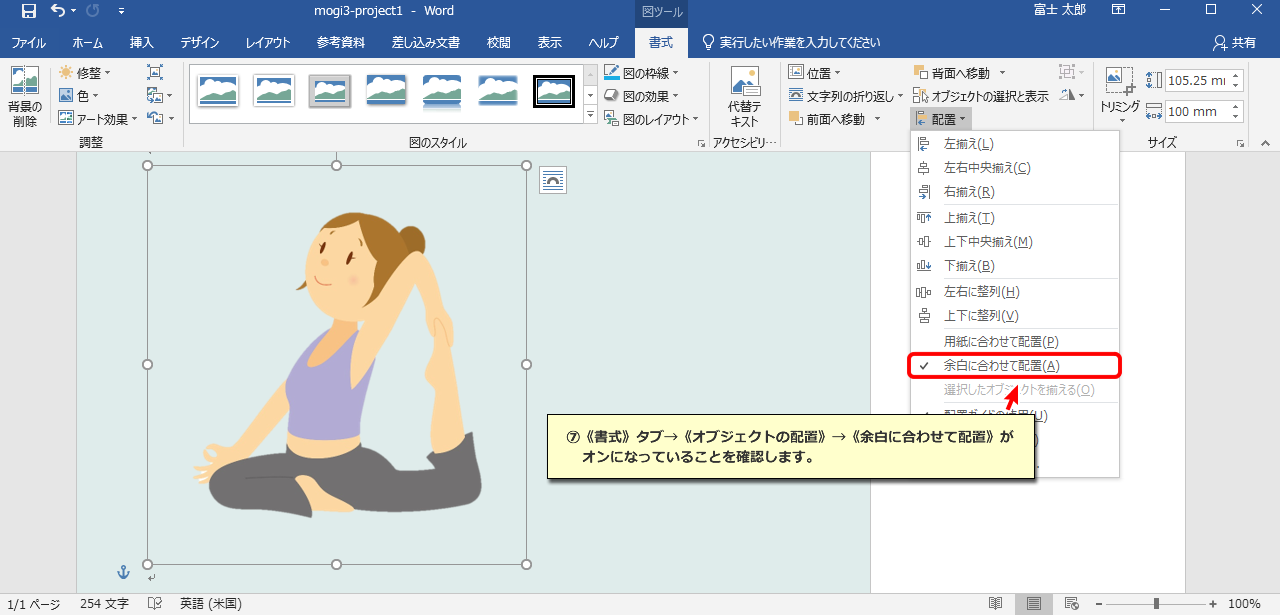 mogi3-project1 - Word
図ツール
富士 太郎
ファイル ホーム 挿入 デザイン レイアウト 参考資料 差し込み文書 校閲 表示 ヘルプ 書式 実行したい作業を入力してください 共有
背景の
削除
修整
色
アート効果
調整
図の枠線
図の効果
図のレイアウト
図のスタイル
代替テ
キスト
アクセシビリ…
位置
文字列の折り返し
前面へ移動
背面へ移動
オブジェクトの選択と表示
配置
トリミング
105.25 m
100 mm
サイズ
左揃え(L)
左右中央揃え(C)
右揃え(R)
上揃え(T)
上下中央揃え(M)
下揃え(B)
左右に整列(H)
上下に整列(V)
用紙に合わせて配置(P)
余白に合わせて配置(A)
選択したオブジェクトを揃える(O)
配置ガイドの使用(U)
⑦《書式》タブ→《オブジェクトの配置》→《余白に合わせて配置》が
オンになっていることを確認します。
1/1 ページ 254 文字 英語 (米国) 100%